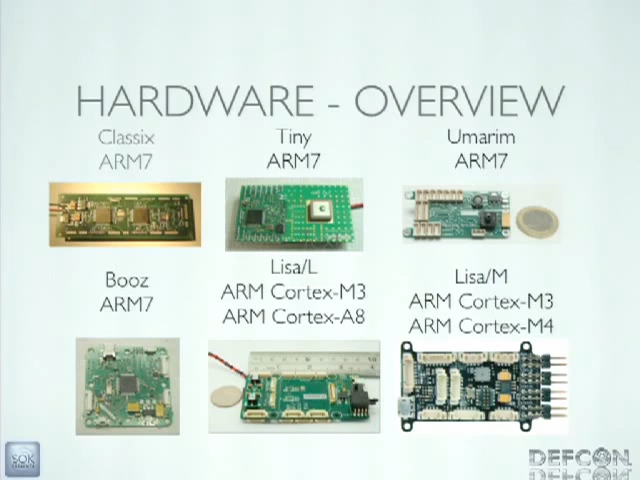 HARDWARE - OVERVIEW
Classix
ARM7
Tiny
ARM7
Umarim
ARM7
Booz
ARM7
Lisa/L
ARM Cortex-M3
ARM Cortex-A8
Lisa/M
ARM Cortex-M3
ARM Cortex-M4
SOK
DEFCON